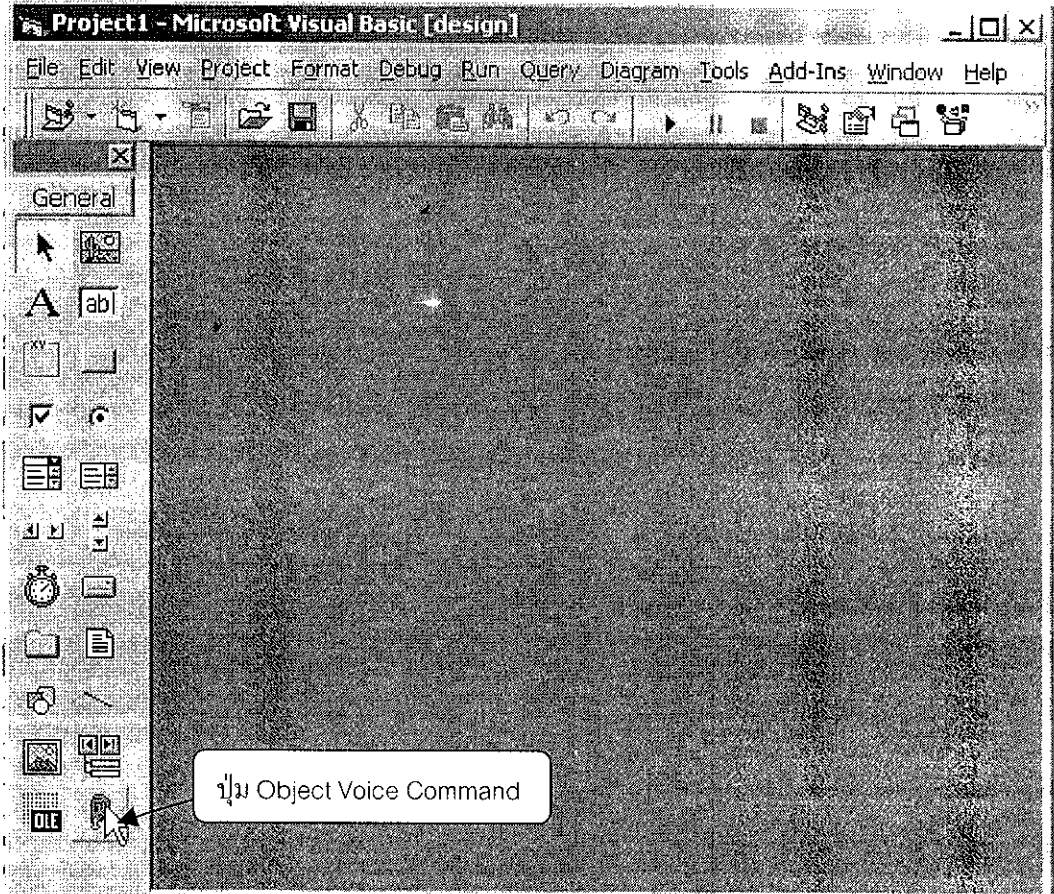 Project1 - Microsoft Visual Basic [design]
File Edit View Project Format Debug Run Query Diagram Tools Add-Ins Window Help
General
A ab|
XY
OLE
ปุ่ม Object Voice Command